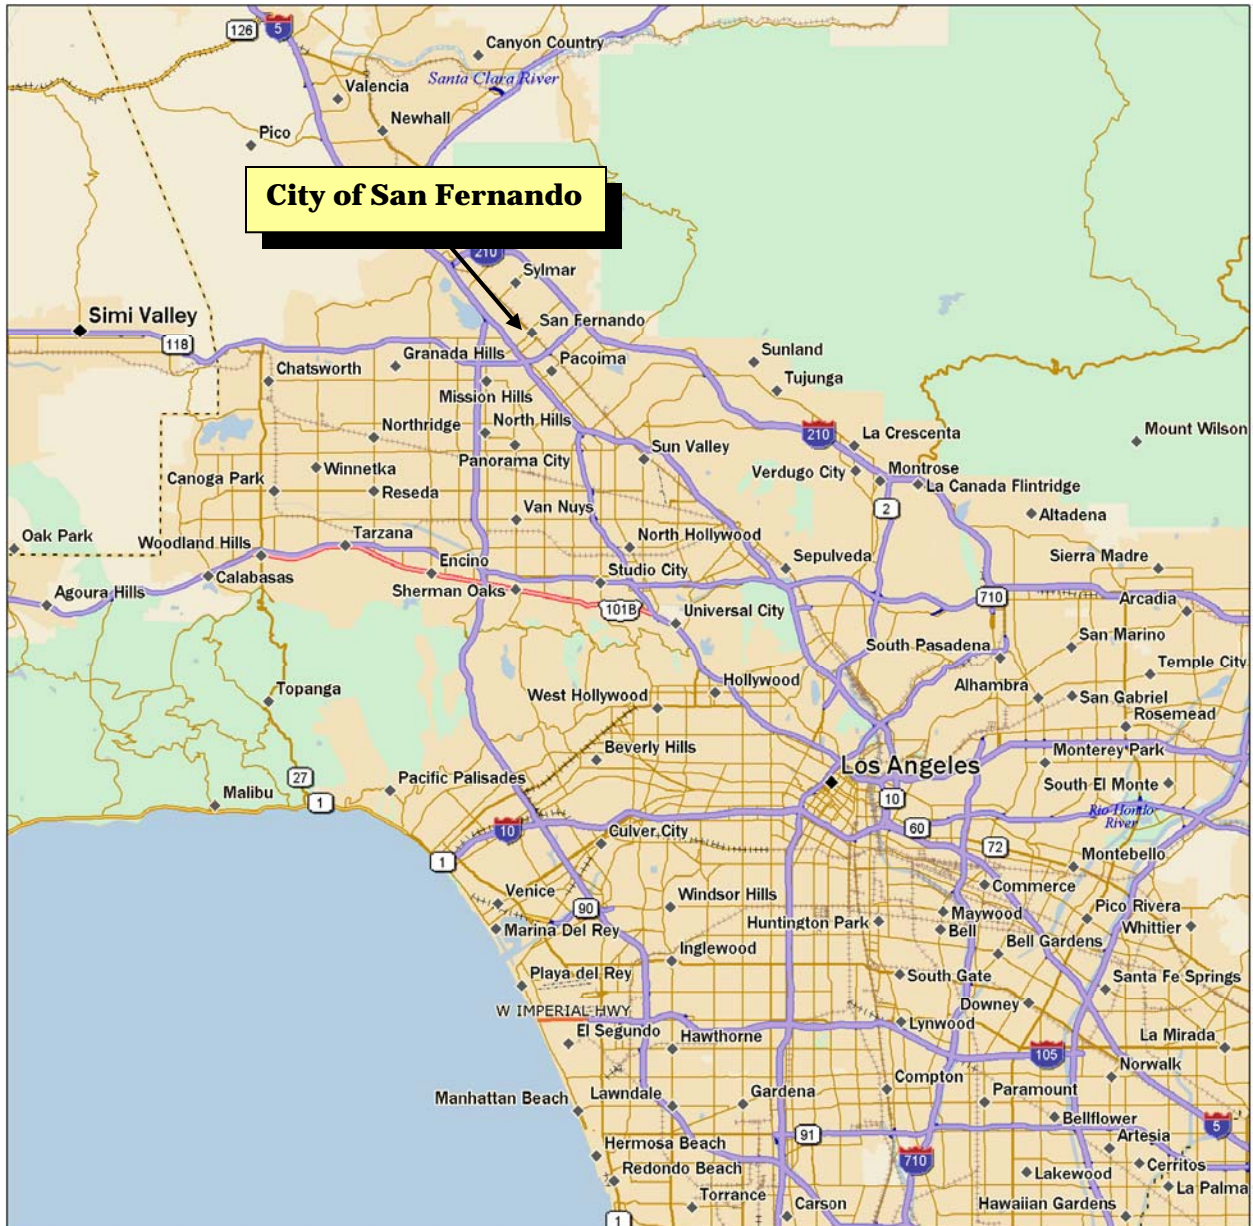 126
5
Canyon Country
Santa Clara River
Valencia
Newhall
Pico
City of San Fernando
210
Sylmar
Simi Valley
San Fernando
118
Granada Hills
Pacoima
Sunland
Chatsworth
Tujunga
Mission Hills
Northridge
North Hills
210
La Crescenta
Mount Wilson
Sun Valley
Panorama City
Winnetka
Verdugo City
Montrose
Canoga Park
Reseda
La Canada Flintridge
Van Nuys
2
Altadena
Oak Park
Woodland Hills
Tarzana
North Hollywood
Sepulveda
Sierra Madre
Encino
Calabasas
Studio City
Agoura Hills
Sherman Oaks
710
Arcadia
101B
Universal City
South Pasadena
San Marino
Temple City
Topanga
West Hollywood
Hollywood
Alhambra
San Gabriel
Rosemead
Beverly Hills
Monterey Park
Los Angeles
27
Pacific Palisades
South El Monte
Malibu
1
10
Rio Hondo
River
10
Culver City
60
72
1
Montebello
Venice
Windsor Hills
Commerce
90
Maywood
Pico Rivera
Marina Del Rey
Huntington Park
Bell
Whittier
Inglewood
Bell Gardens
Playa del Rey
South Gate
Santa Fe Springs
W IMPERIAL HWY
Downey
El Segundo
Hawthorne
Lynwood
La Mirada
105
Norwalk
Manhattan Beach
Lawndale
Gardena
Compton
Paramount
Bellflower
5
91
Artesia
Hermosa Beach
710
Cerritos
Redondo Beach
Lakewood
La Palma
Torrance
Carson
Hawaiian Gardens
1